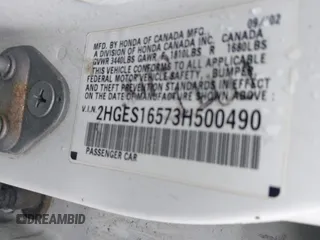 09/02
MFD. BY HONDA OF CANADA MFG.,
A DIVISION OF HONDA CANADA INC. CANADA
GVWR 3440LBS GAWR F 1810LBS R 1680LBS
THIS VEHICLE CONFORMS TO ALL APPLICABLE
FEDERAL MOTOR VEHICLE SAFETY, BUMPER,
AND THEFT PREVENTION STANDARDS IN EFFECT ON
THE DATE OF MANUFACTURE SHOWN ABOVE.
V.I.N. 2HGES16573H500490
PASSENGER CAR
DREAMBID